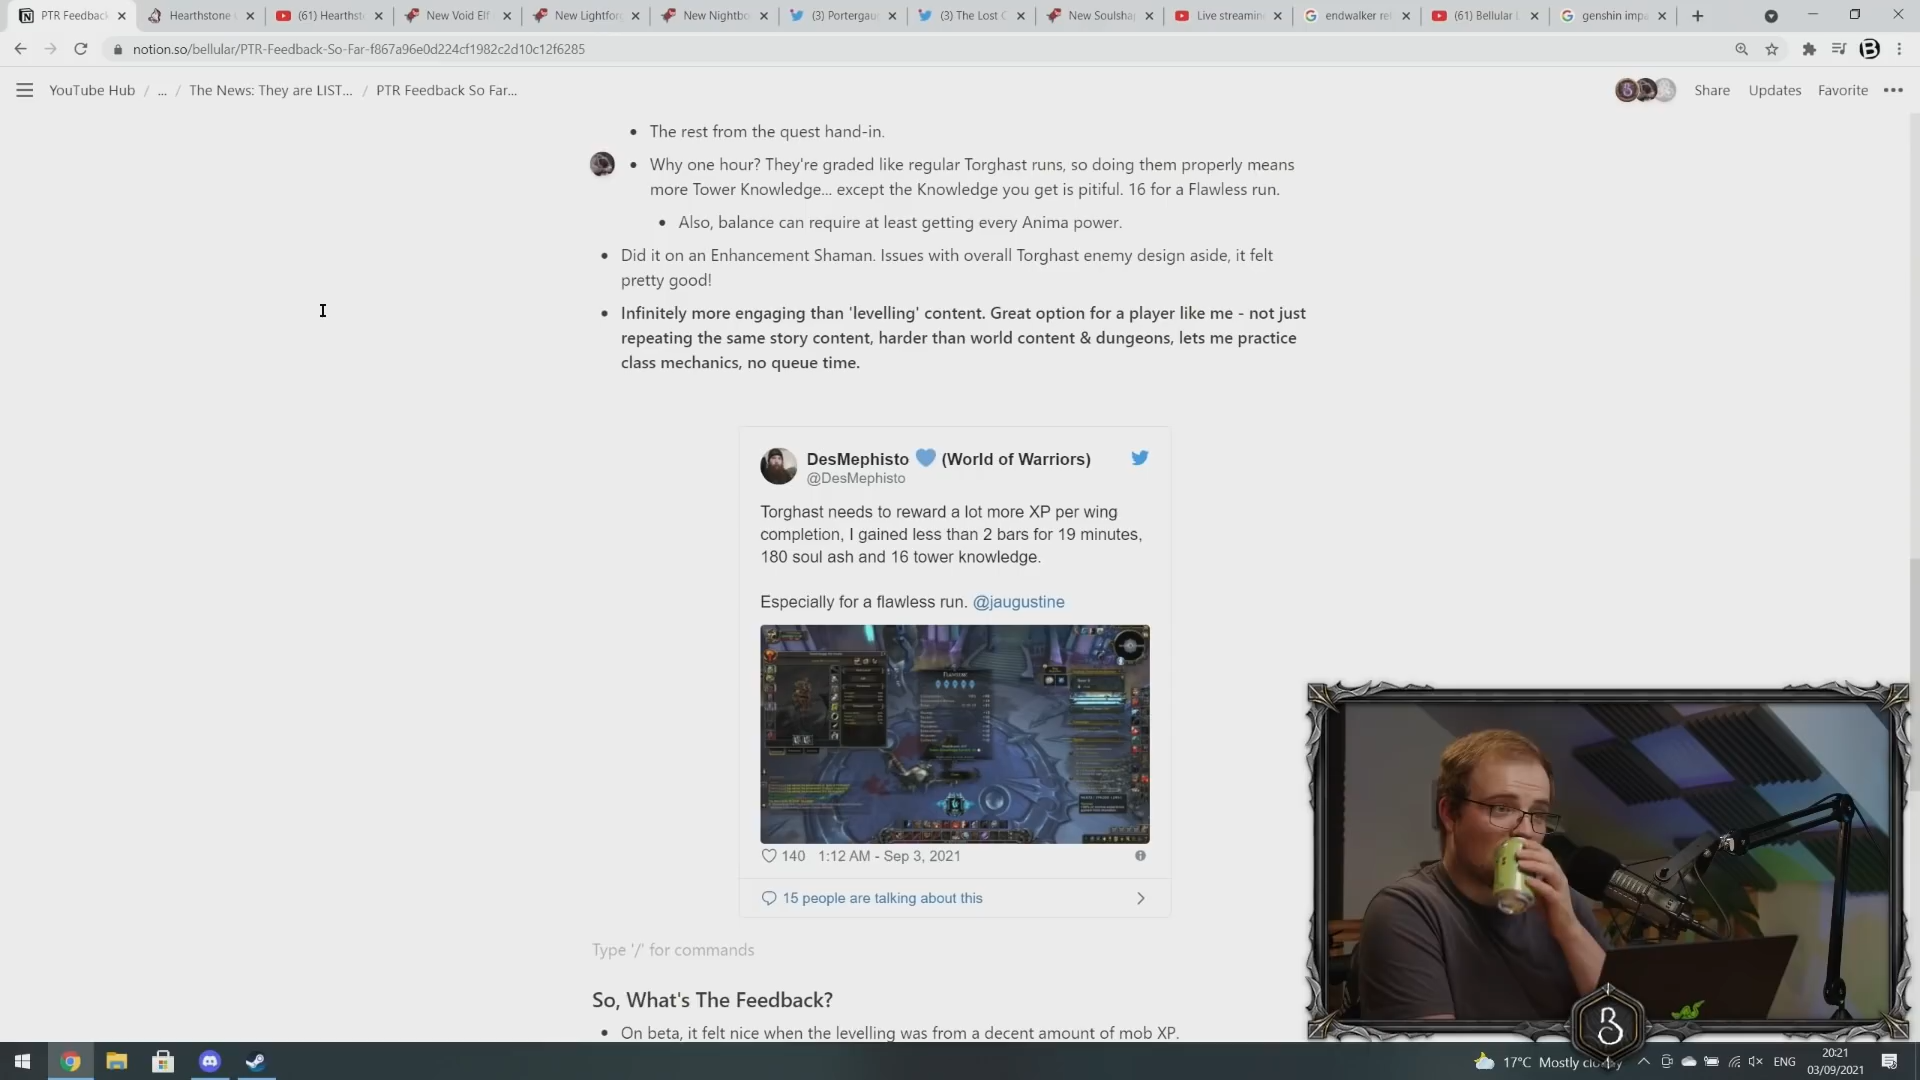 PTR Feedback
Hearthstone
(61) Hearthst
New Void Elf
New Lightforg
New Nightbo
(3) Portergau
(3) The Lost C
New Soulsha
Live streamin
endwalker re
(61) Bellular
genshin impa
notion.so/bellular/PTR-Feedback-So-Far-f867a96e0d224cf1982c2d10c12f6285
YouTube Hub / ... / The News: They are LIST... / PTR Feedback So Far...
Share Updates Favorite
The rest from the quest hand-in.
Why one hour? They're graded like regular Torghast runs, so doing them properly means
more Tower Knowledge... except the Knowledge you get is pitiful. 16 for a Flawless run.
Also, balance can require at least getting every Anima power.
Did it on an Enhancement Shaman. Issues with overall Torghast enemy design aside, it felt
pretty good!
Infinitely more engaging than 'levelling' content. Great option for a player like me - not just
repeating the same story content, harder than world content & dungeons, lets me practice
class mechanics, no queue time.
DesMephisto 💙 (World of Warriors)
@DesMephisto
Torghast needs to reward a lot more XP per wing
completion, I gained less than 2 bars for 19 minutes,
180 soul ash and 16 tower knowledge.
Especially for a flawless run. @jaugustine
140 1:12 AM - Sep 3, 2021
15 people are talking about this
Type '/' for commands
So, What's The Feedback?
On beta, it felt nice when the levelling was from a decent amount of mob XP.
17°C Mostly
ENG
20:21
03/09/2021